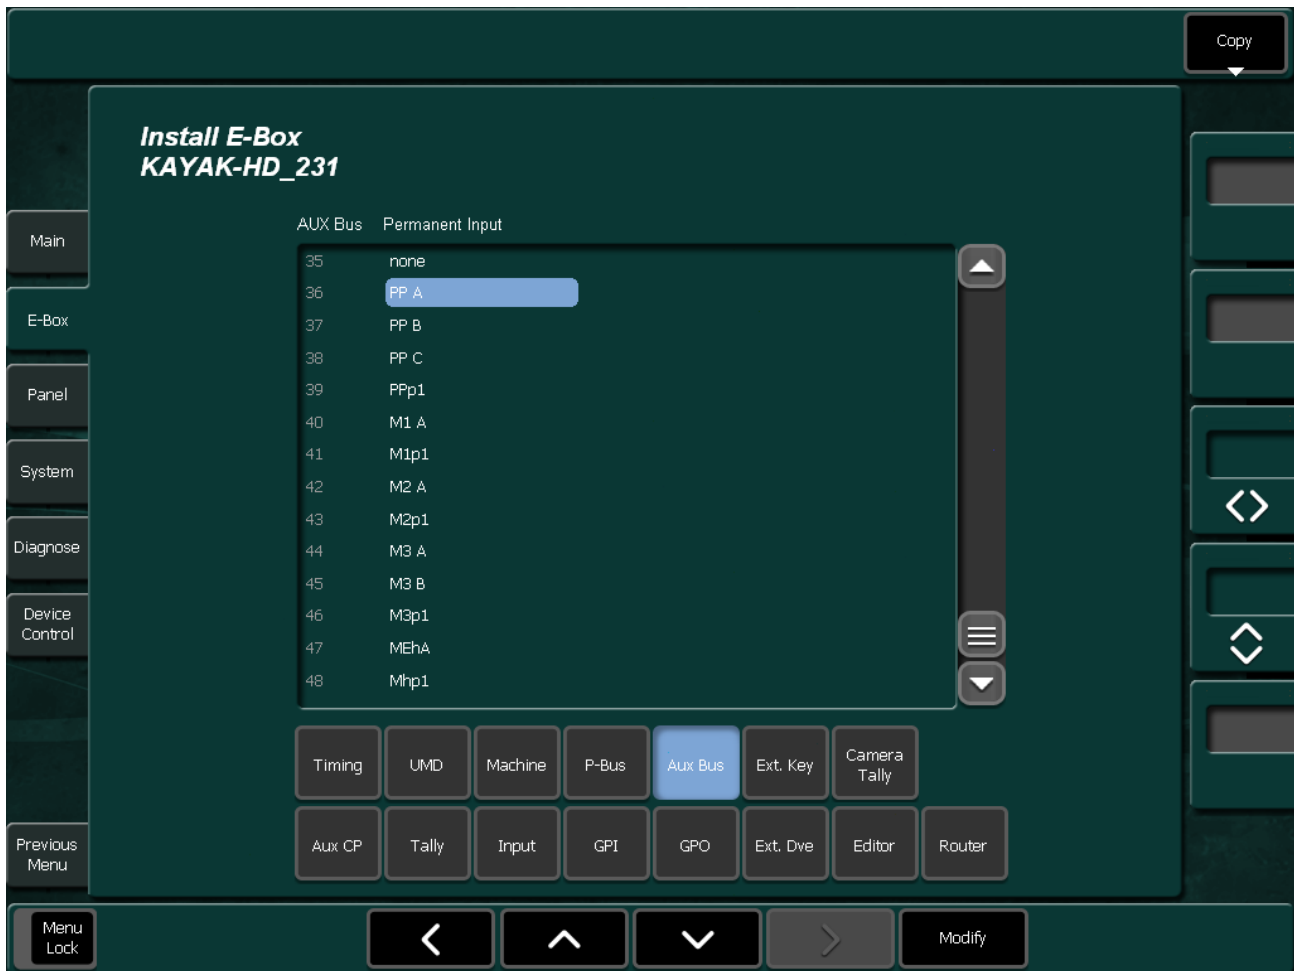 Copy
Install E-Box
KAYAK-HD_231
AUX Bus Permanent Input
35 none
36 PP A
37 PP B
38 PP C
39 PPp1
40 M1 A
41 M1p1
42 M2 A
43 M2p1
44 M3 A
45 M3 B
46 M3p1
47 MEhA
48 Mhp1
Main
E-Box
Panel
System
Diagnose
Device
Control
Previous
Menu
Timing UMD Machine P-Bus Aux Bus Ext. Key Camera
Tally
Aux CP Tally Input GPI GPO Ext. Dve Editor Router
Menu
Lock
Modify